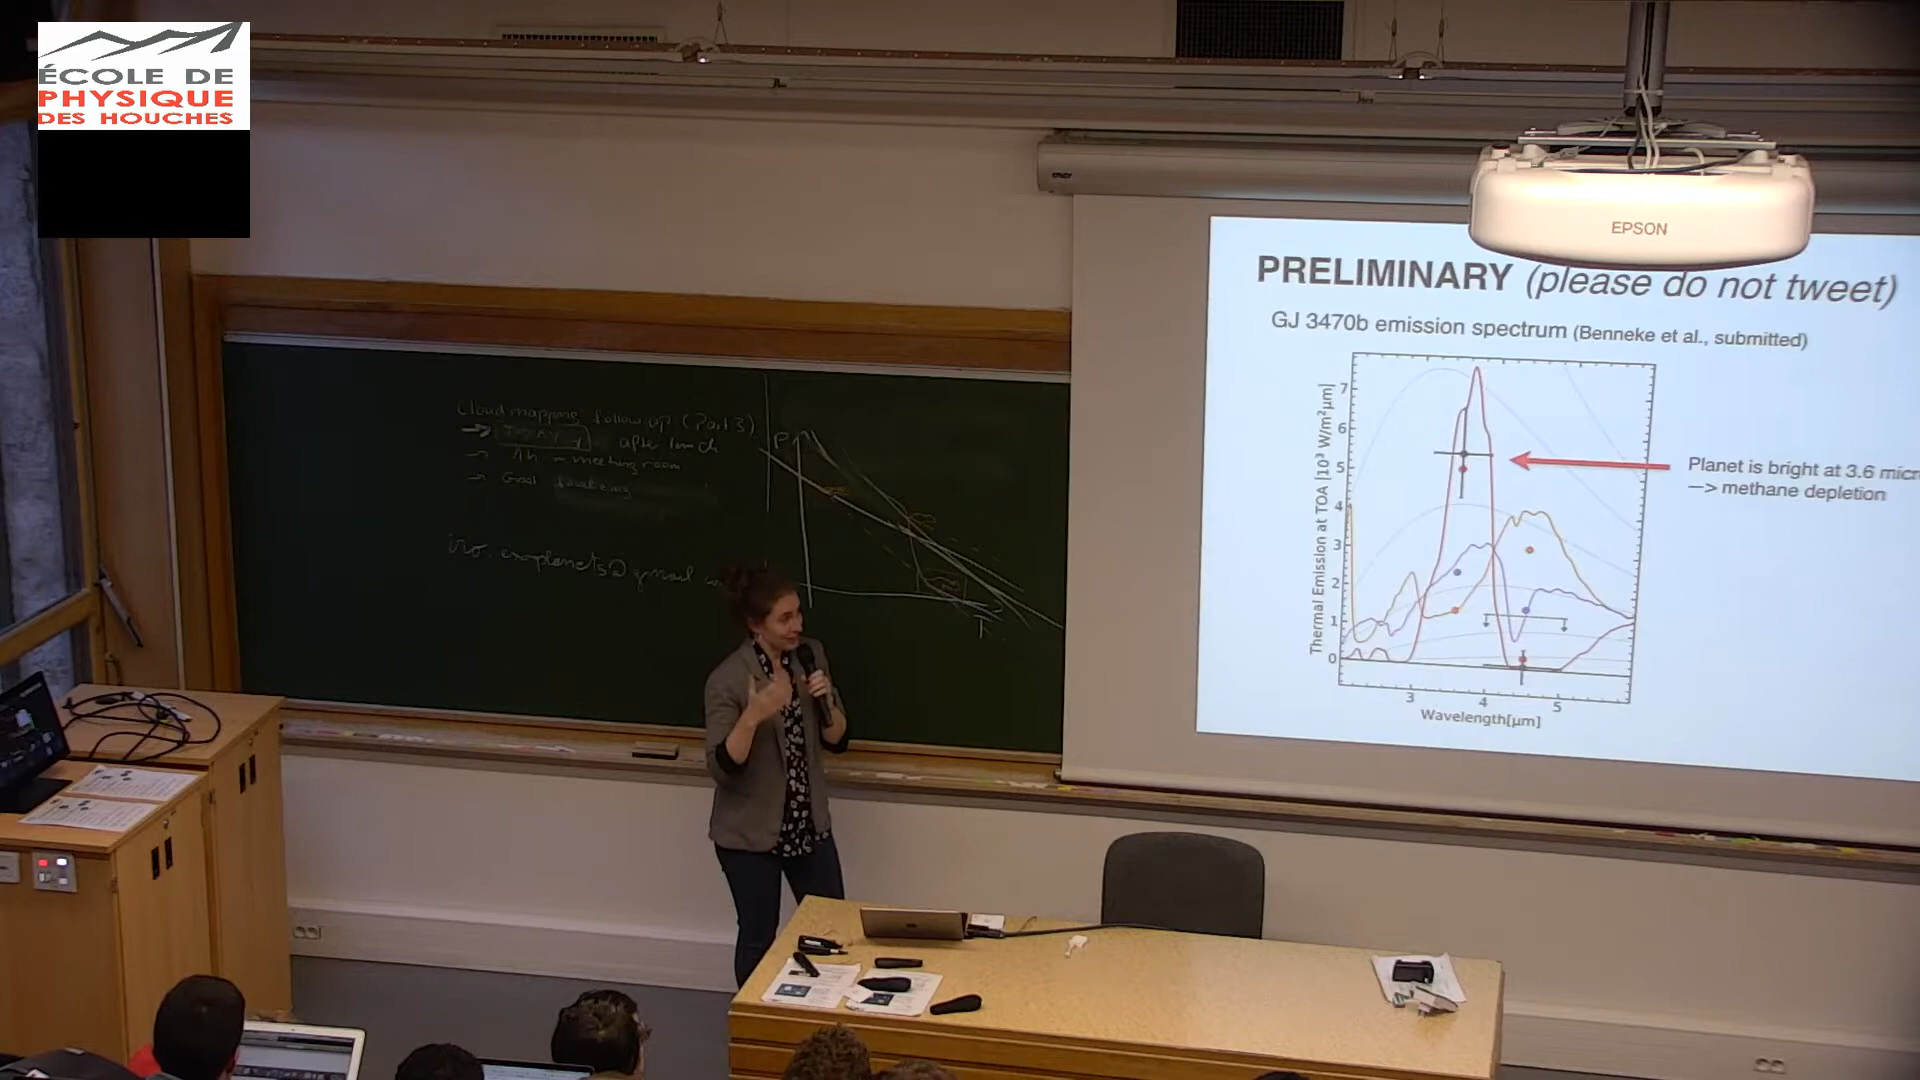 ÉCOLE DE
PHYSIQUE
DES HOUCHES
EPSON
PRELIMINARY (please do not tweet)
GJ 3470b emission spectrum (Benneke et al., submitted)
Planet is bright at 3.6 micr
—> methane depletion
Thermal Emission at TOA [10³ W/m²μm]
7
6
5
4
3
2
1
0
3
4
5
Wavelength[μm]
Cloud mapping follow up (Part 3)
→ TODAY after lunch
meeting room
exoplanets@gmail
P
T